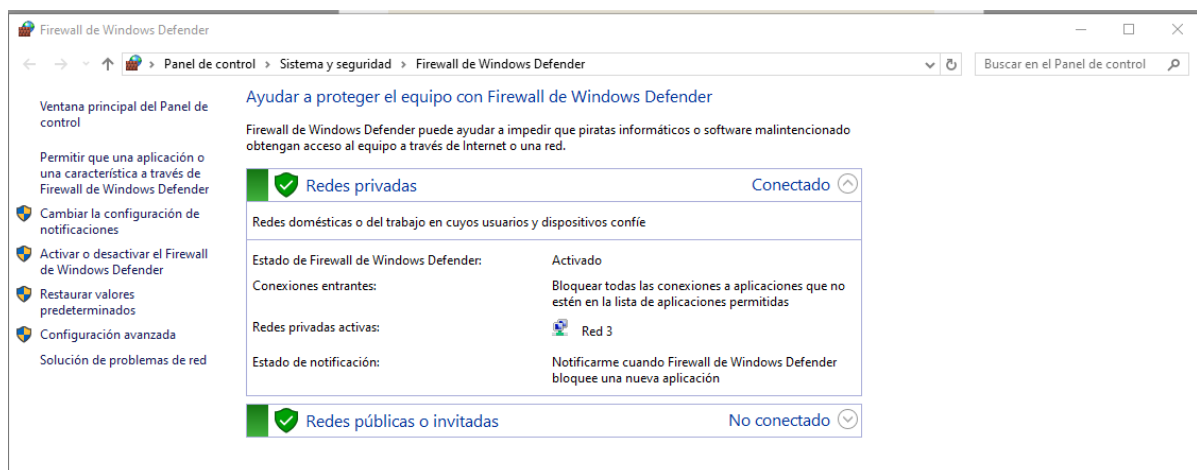 Firewall de Windows Defender
Panel de control > Sistema y seguridad > Firewall de Windows Defender
Buscar en el Panel de control
Ventana principal del Panel de
control
Permitir que una aplicación o
una característica a través de
Firewall de Windows Defender
Cambiar la configuración de
notificaciones
Activar o desactivar el Firewall
de Windows Defender
Restaurar valores
predeterminados
Configuración avanzada
Solución de problemas de red
Ayudar a proteger el equipo con Firewall de Windows Defender
Firewall de Windows Defender puede ayudar a impedir que piratas informáticos o software malintencionado
obtengan acceso al equipo a través de Internet o una red.
Redes privadas Conectado
Redes domésticas o del trabajo en cuyos usuarios y dispositivos confíe
Estado de Firewall de Windows Defender: Activado
Conexiones entrantes: Bloquear todas las conexiones a aplicaciones que no
estén en la lista de aplicaciones permitidas
Redes privadas activas: Red 3
Estado de notificación: Notificarme cuando Firewall de Windows Defender
bloquee una nueva aplicación
Redes públicas o invitadas No conectado